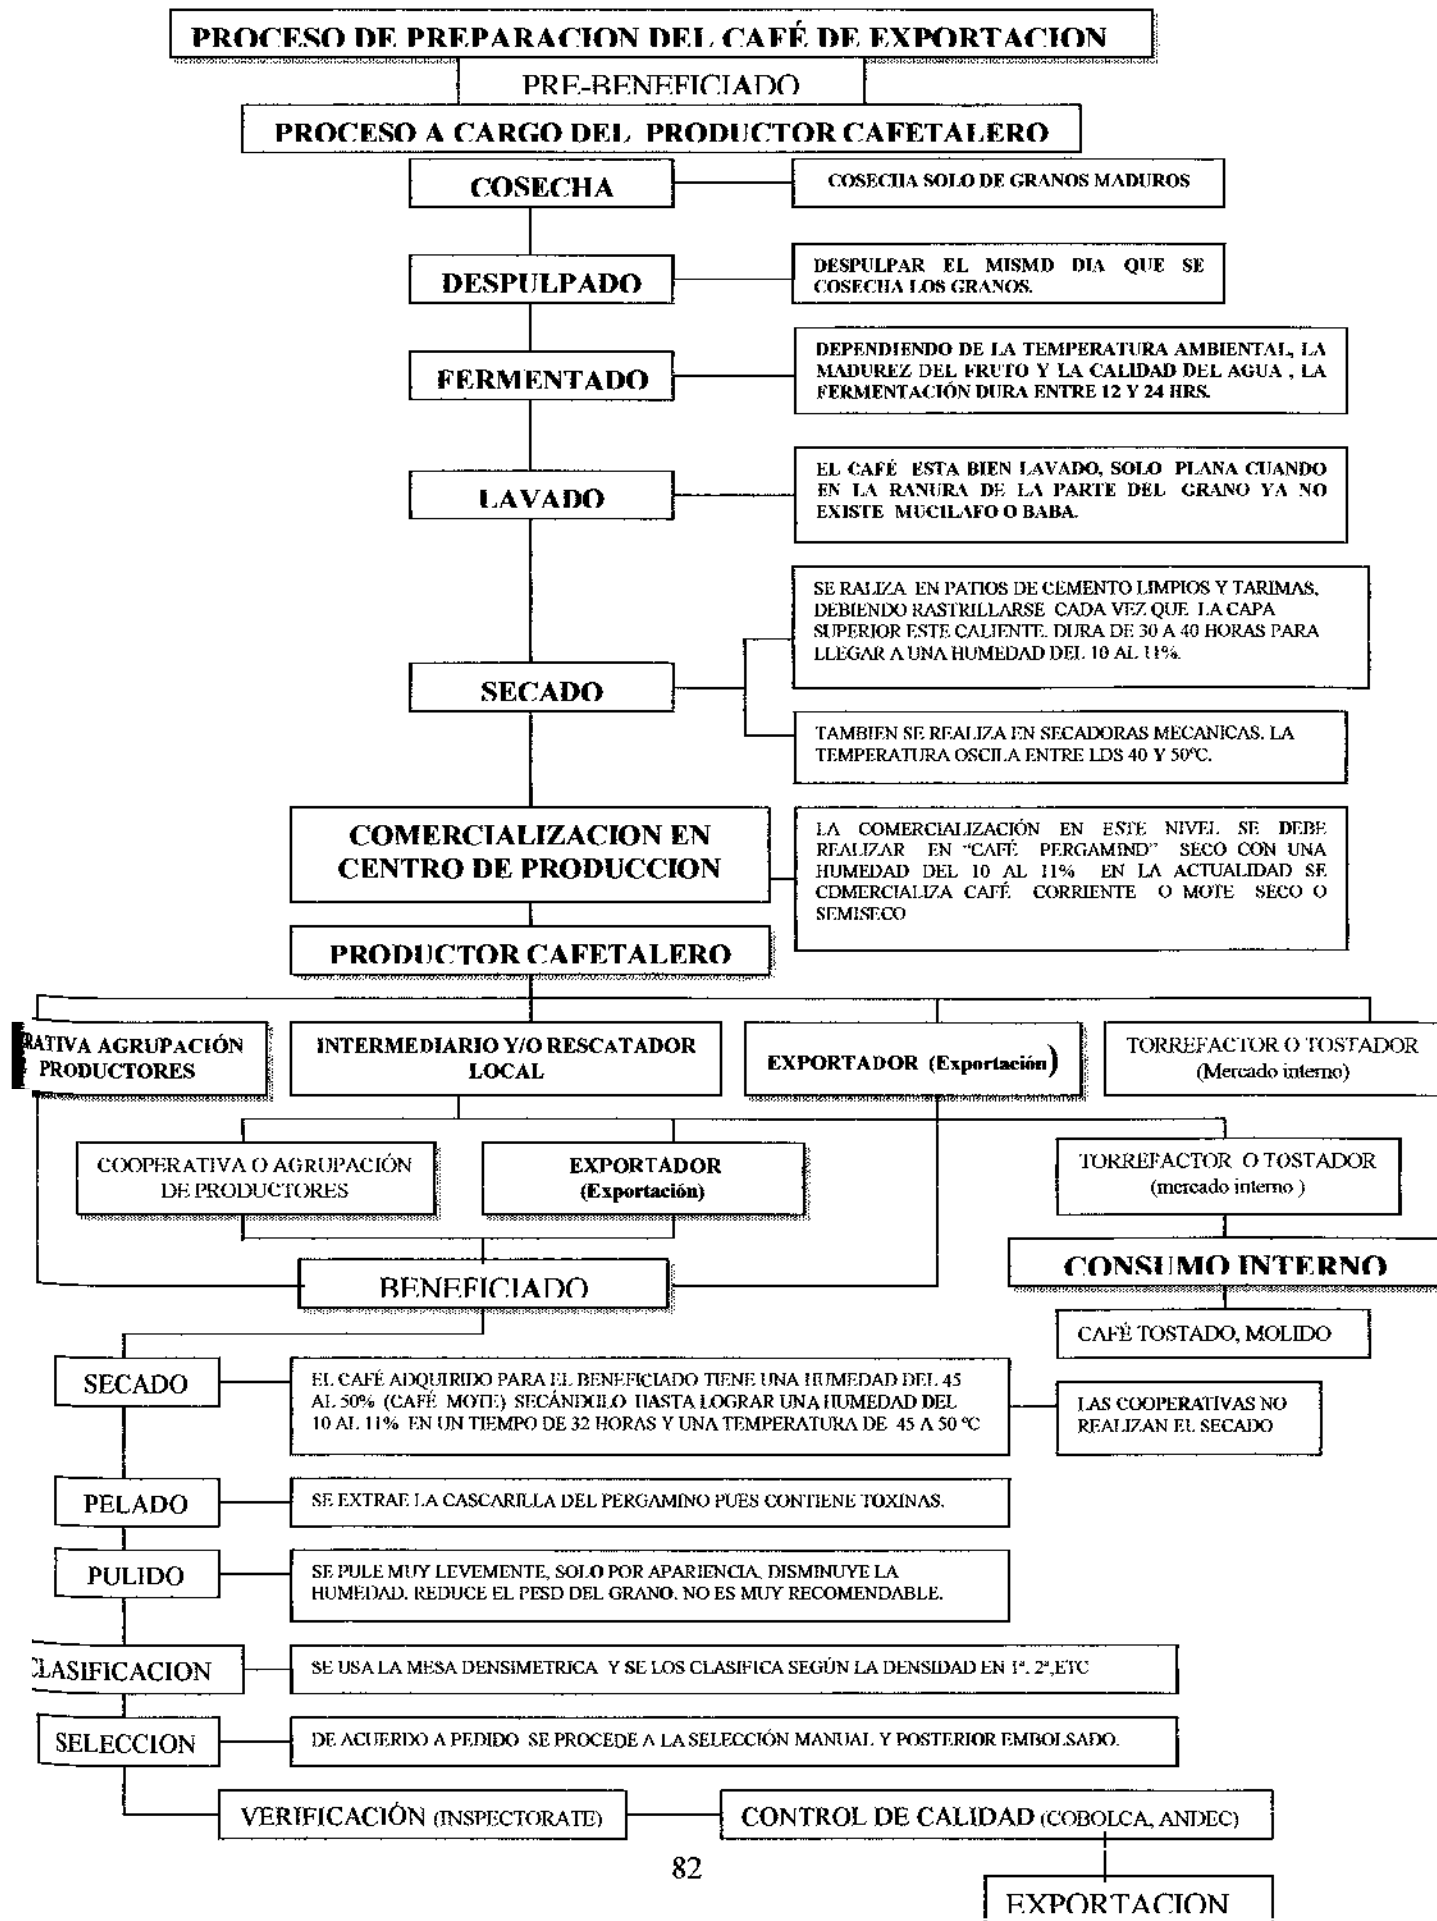 PROCESO DE PREPARACION DEL CAFÉ DE EXPORTACION
PRE-BENEFICIADO
PROCESO A CARGO DEL PRODUCTOR CAFETALERO
COSECHA
COSECHA SOLO DE GRANOS MADUROS
DESPULPADO
DESPULPAR EL MISMD DIA QUE SE
COSECHA LOS GRANOS.
FERMENTADO
DEPENDIENDO DE LA TEMPERATURA AMBIENTAL, LA
MADUREZ DEL FRUTO Y LA CALIDAD DEL AGUA , LA
FERMENTACIÓN DURA ENTRE 12 Y 24 HRS.
LAVADO
EL CAFÉ ESTA BIEN LAVADO, SOLO PLANA CUANDO
EN LA RANURA DE LA PARTE DEL GRANO YA NO
EXISTE MUCILAFO O BABA.
SECADO
SE RALIZA EN PATIOS DE CEMENTO LIMPIOS Y TARIMAS,
DEBIENDO RASTRILLARSE CADA VEZ QUE LA CAPA
SUPERIOR ESTE CALIENTE. DURA DE 30 A 40 HORAS PARA
LLEGAR A UNA HUMEDAD DEL 10 AL 11%.
TAMBIEN SE REALIZA EN SECADORAS MECANICAS. LA
TEMPERATURA OSCILA ENTRE LDS 40 Y 50ºC.
COMERCIALIZACION EN
CENTRO DE PRODUCCION
LA COMERCIALIZACIÓN EN ESTE NIVEL SE DEBE
REALIZAR EN "CAFÉ PERGAMIND" SECO CON UNA
HUMEDAD DEL 10 AL 11% EN LA ACTUALIDAD SE
CDMERCIALIZA CAFÉ CORRIENTE O MOTE SECO O
SEMISECO
PRODUCTOR CAFETALERO
RATIVA AGRUPACIÓN
PRODUCTORES
INTERMEDIARIO Y/O RESCATADOR
LOCAL
EXPORTADOR (Exportación)
TORREFACTOR O TOSTADOR
(Mercado interno)
COOPERATIVA O AGRUPACIÓN
DE PRODUCTORES
EXPORTADOR
(Exportación)
TORREFACTOR O TOSTADOR
(mercado interno )
BENEFICIADO
CONSUMO INTERNO
CAFÉ TOSTADO, MOLIDO
SECADO
EL CAFÉ ADQUIRIDO PARA EL BENEFICIADO TIENE UNA HUMEDAD DEL 45
AL 50% (CAFÉ MOTE) SECÁNDULO HASTA LOGRAR UNA HUMEDAD DEL
10 AL 11% EN UN TIEMPO DE 32 HORAS Y UNA TEMPERATURA DE 45 A 50 ºC
LAS COOPERATIVAS NO
REALIZAN EL SECADO
PELADO
SE EXTRAE LA CASCARILLA DEL PERGAMINO PUES CONTIENE TOXINAS.
PULIDO
SE PULE MUY LEVEMENTE, SOLO POR APARIENCIA, DISMINUYE LA
HUMEDAD. REDUCE EL PESD DEL GRANO. NO ES MUY RECOMENDABLE.
CLASIFICACION
SE USA LA MESA DENSIMETRICA Y SE LOS CLASIFICA SEGÚN LA DENSIDAD EN 1ª. 2ª,ETC
SELECCION
DE ACUERDO A PEDIDO SE PROCEDE A LA SELECCIÓN MANUAL Y POSTERIOR EMBOLSADO.
VERIFICACIÓN (INSPECTORATE)
CONTROL DE CALIDAD (COBOLCA, ANDEC)
82
EXPORTACION